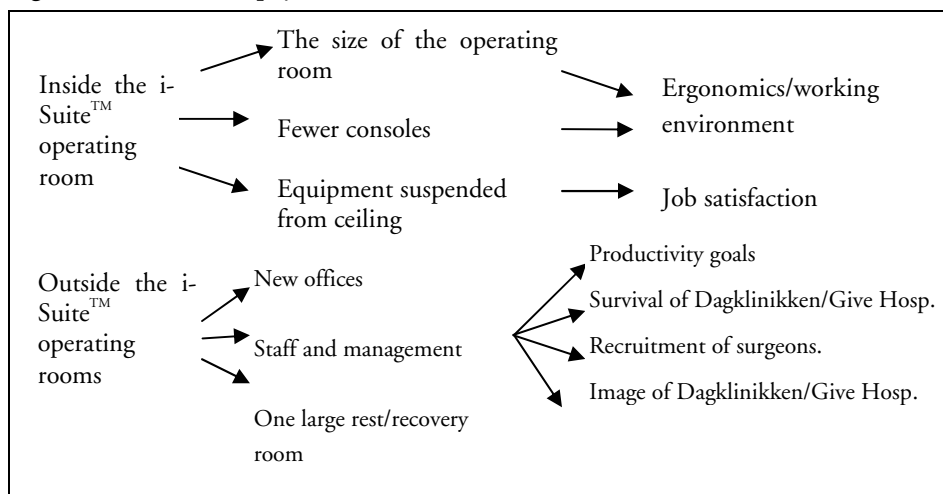 The size of the operating
room
Inside the i-
Suite™
operating
room
Fewer consoles
Equipment suspended
from ceiling
Ergonomics/working
environment
Job satisfaction
Outside the i-
Suite™
operating
rooms
New offices
Staff and management
One large rest/recovery
room
Productivity goals
Survival of Dagklinikken/Give Hosp.
Recruitment of surgeons.
Image of Dagklinikken/Give Hosp.